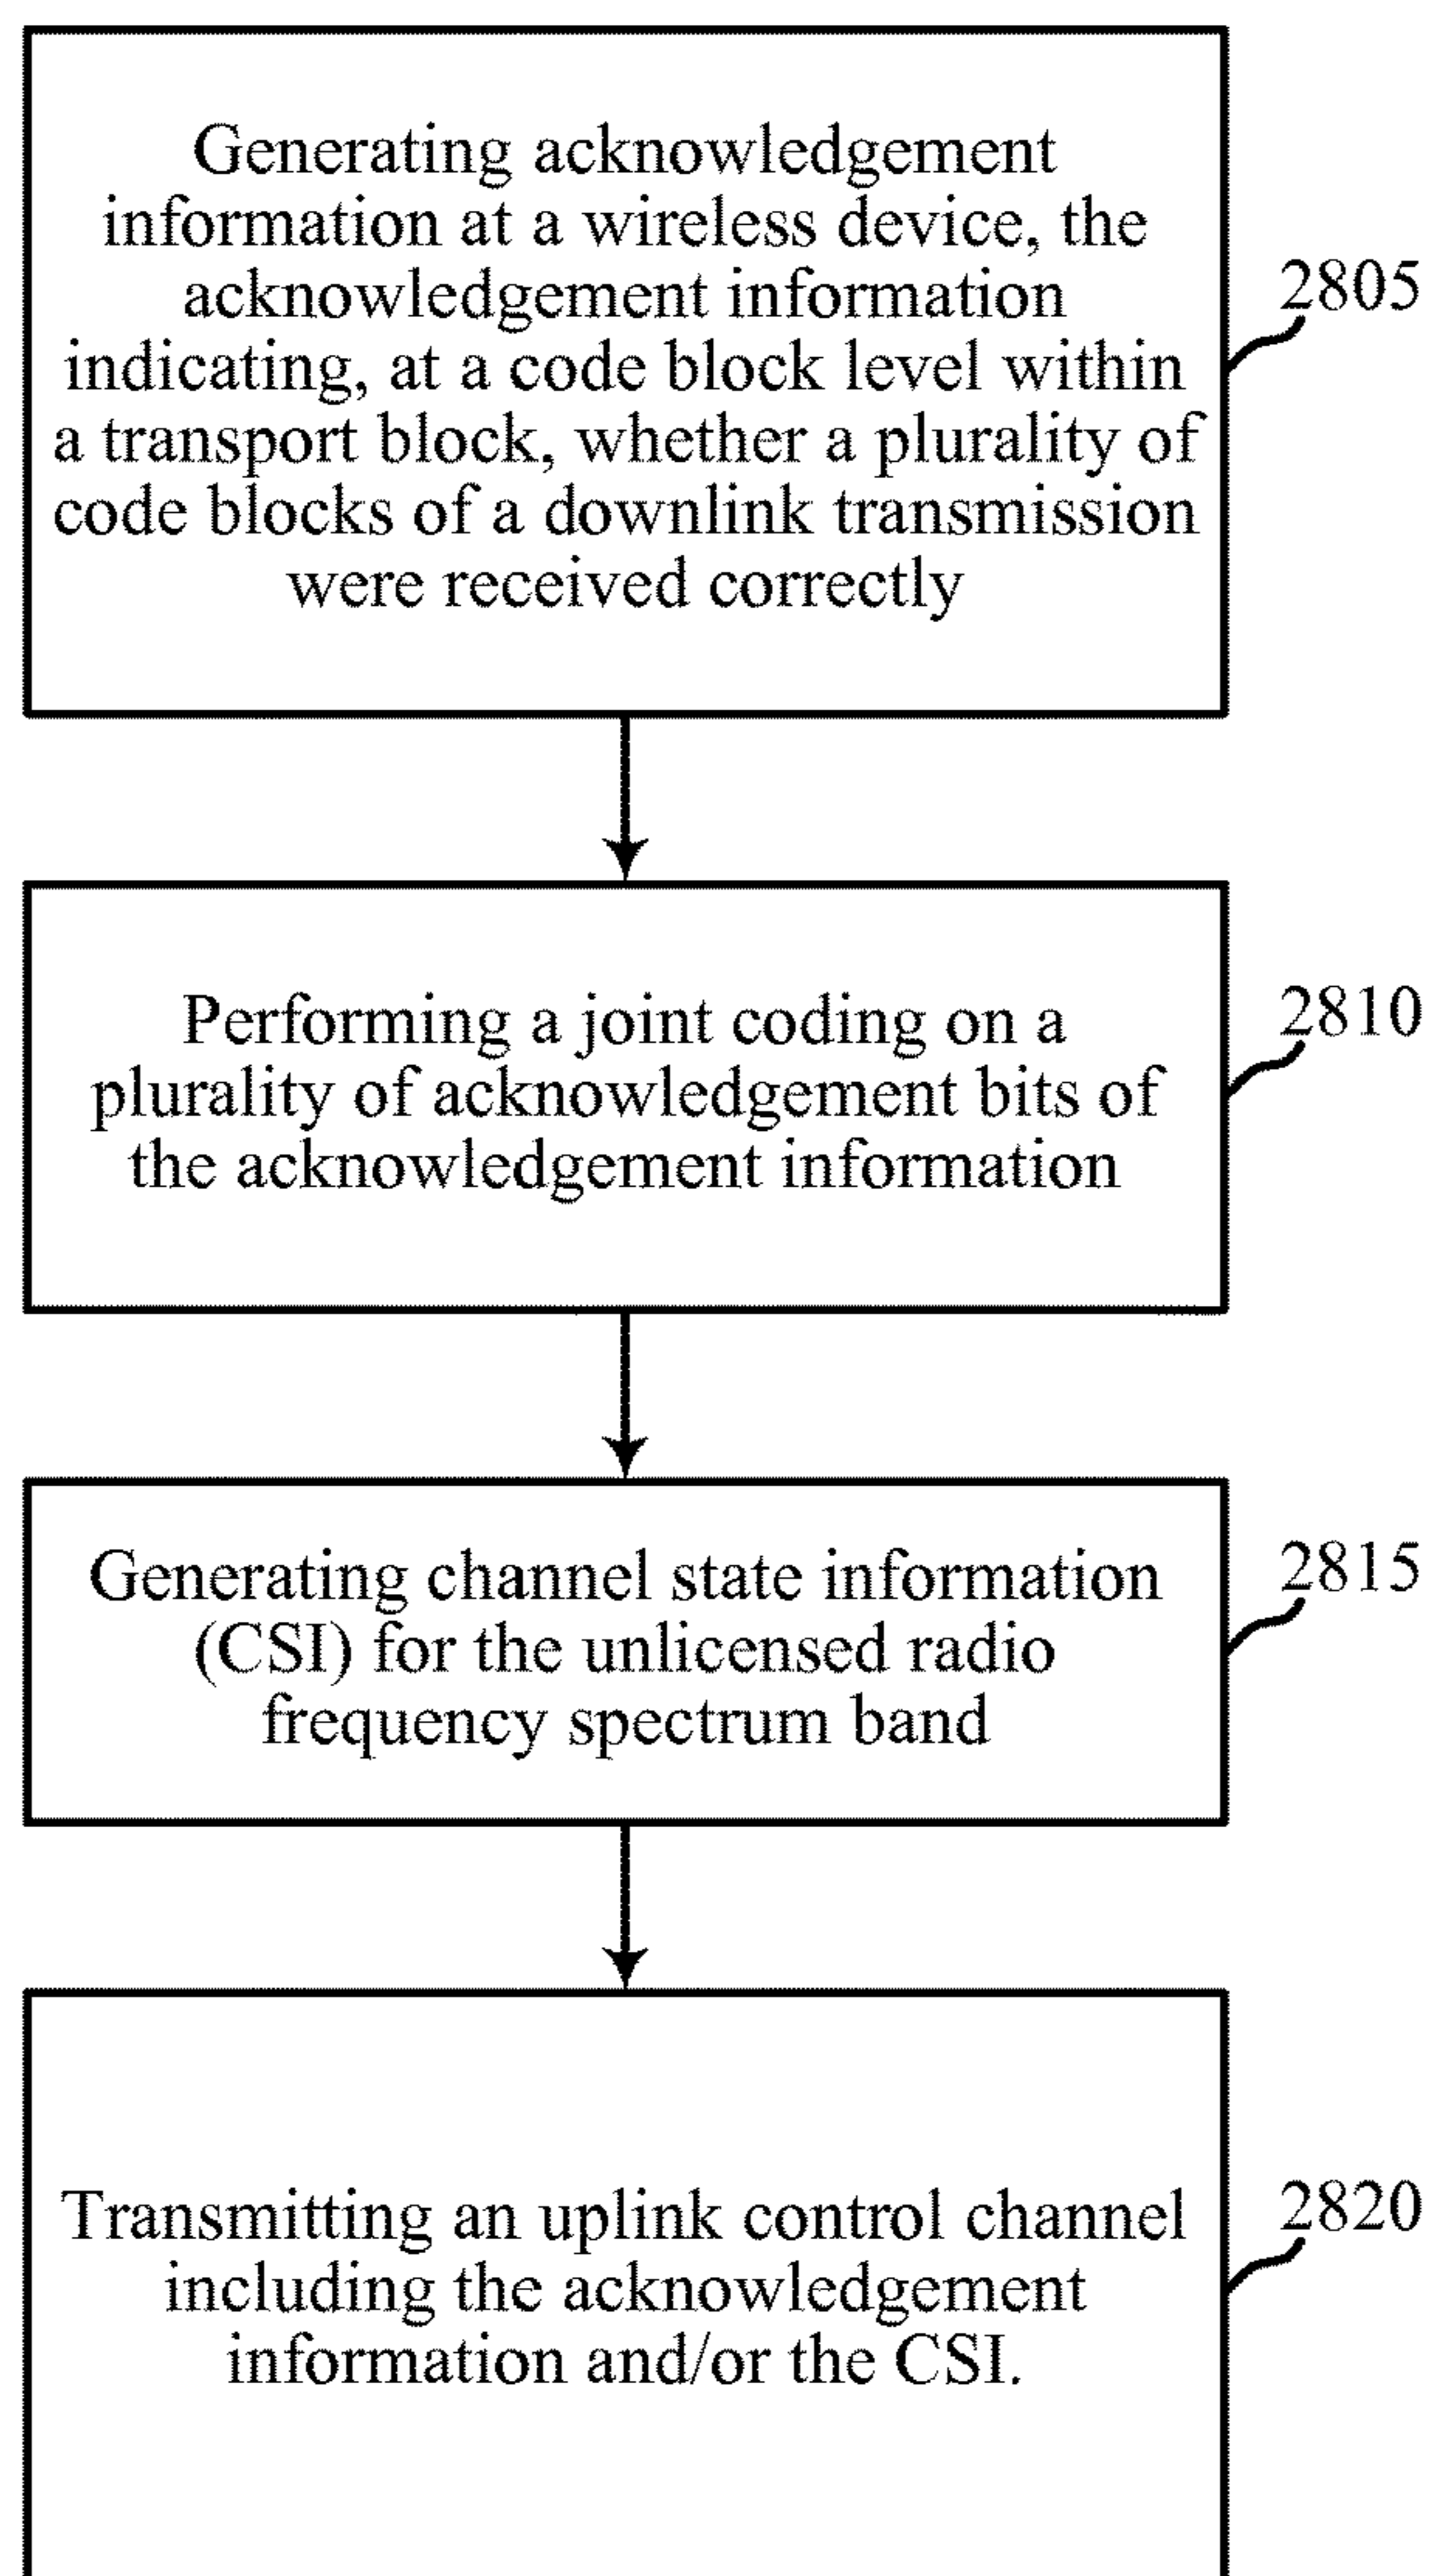 Generating acknowledgement
information at a wireless device, the
acknowledgement information
indicating, at a code block level within
a transport block, whether a plurality of
code blocks of a downlink transmission
were received correctly
2805
Performing a joint coding on a
plurality of acknowledgement bits of
the acknowledgement information
2810
Generating channel state information
(CSI) for the unlicensed radio
frequency spectrum band
2815
Transmitting an uplink control channel
including the acknowledgement
information and/or the CSI.
2820